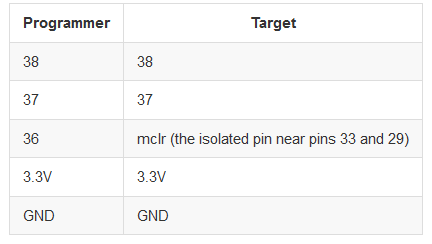 Programmer Target
38 38
37 37
36 mclr (the isolated pin near pins 33 and 29)
3.3V 3.3V
GND GND